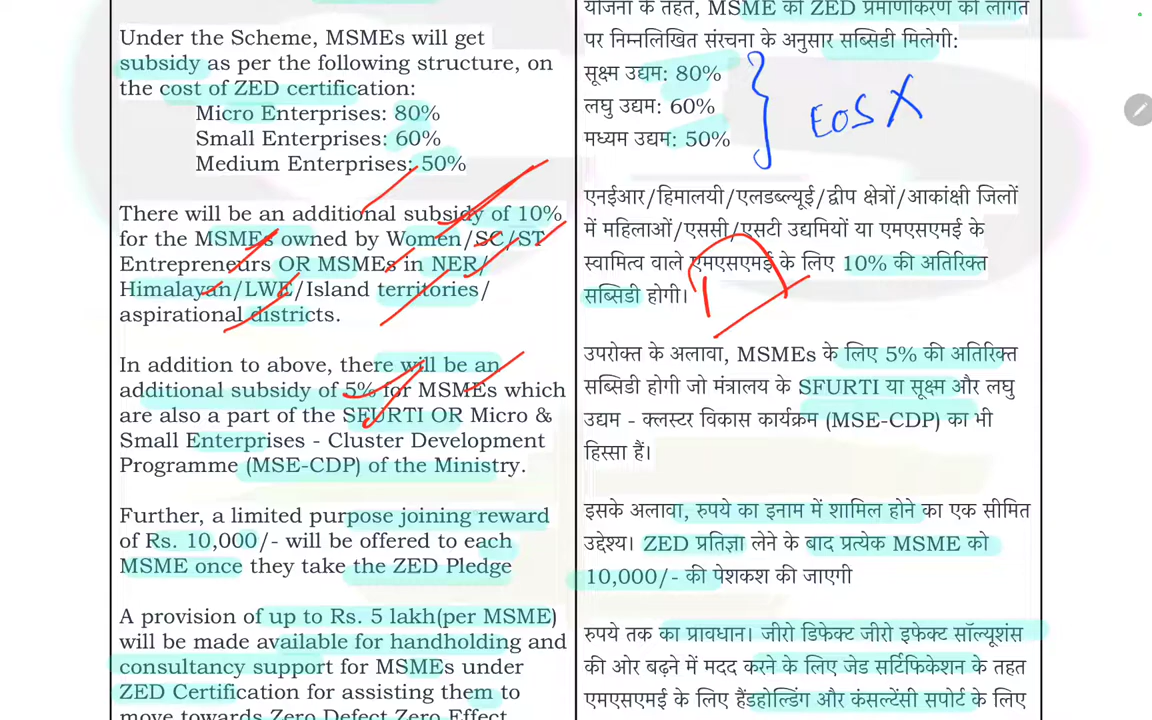 Under the Scheme, MSMEs will get
subsidy as per the following structure, on
the cost of ZED certification:
Micro Enterprises: 80%
Small Enterprises: 60%
Medium Enterprises: 50%
There will be an additional subsidy of 10%
for the MSMEs owned by Women/SC/ST
Entrepreneurs OR MSMEs in NER/
Himalayan/LWE/Island territories/
aspirational districts.
In addition to above, there will be an
additional subsidy of 5% for MSMEs which
are also a part of the SFURTI OR Micro &
Small Enterprises - Cluster Development
Programme (MSE-CDP) of the Ministry.
Further, a limited purpose joining reward
of Rs. 10,000/- will be offered to each
MSME once they take the ZED Pledge
A provision of up to Rs. 5 lakh(per MSME)
will be made available for handholding and
consultancy support for MSMEs under
ZED Certification for assisting them to
move towards Zero Defect Zero Effect
योजना के तहत, MSME को ZED प्रमाणीकरण की लागत
पर निम्नलिखित संरचना के अनुसार सब्सिडी मिलेगी:
सूक्ष्म उद्यम: 80%
लघु उद्यम: 60%
मध्यम उद्यम: 50%
EOS X
एनईआर/हिमालयी/एलडब्ल्यूई/द्वीप क्षेत्रों/आकांक्षी जिलों
में महिलाओं/एससी/एसटी उद्यमियों या एमएसएमई के
स्वामित्व वाले एमएसएमई के लिए 10% की अतिरिक्त
सब्सिडी होगी।
उपरोक्त के अलावा, MSMEs के लिए 5% की अतिरिक्त
सब्सिडी होगी जो मंत्रालय के SFURTI या सूक्ष्म और लघु
उद्यम - क्लस्टर विकास कार्यक्रम (MSE-CDP) का भी
हिस्सा हैं।
इसके अलावा, रुपये का इनाम में शामिल होने का एक सीमित
उद्देश्य। ZED प्रतिज्ञा लेने के बाद प्रत्येक MSME को
10,000/- की पेशकश की जाएगी
रुपये तक का प्रावधान। जीरो डिफेक्ट जीरो इफेक्ट सॉल्यूशंस
की ओर बढ़ने में मदद करने के लिए जेड सर्टिफिकेशन के तहत
एमएसएमई के लिए हैंडहोल्डिंग और कंसल्टेंसी सपोर्ट के लिए